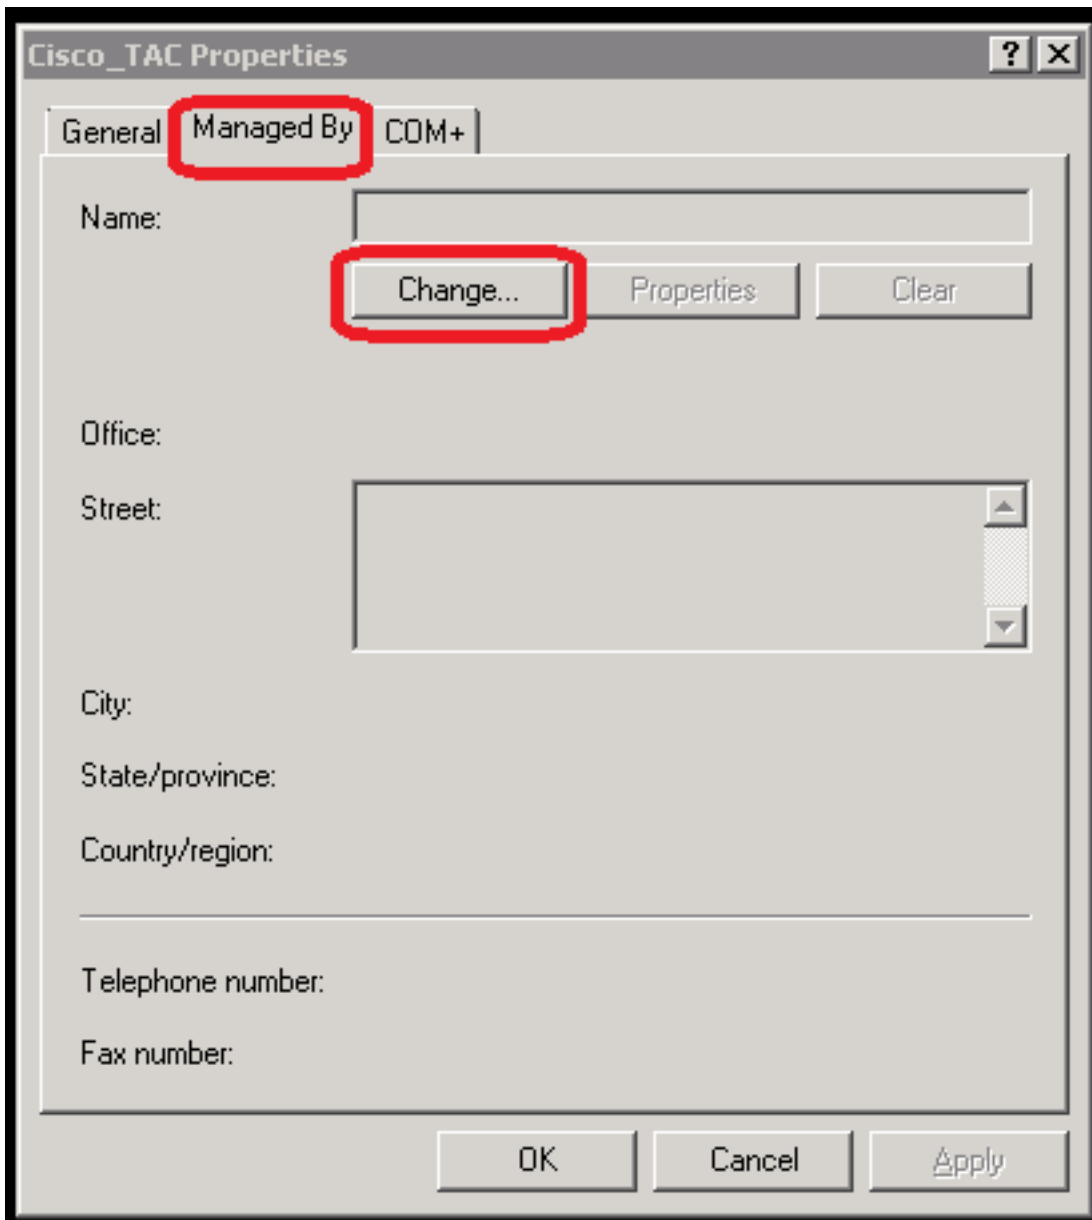 Cisco_TAC Properties ? X
General Managed By COM+
Name:
Change... Properties Clear
Office:
Street:
City:
State/province:
Country/region:
Telephone number:
Fax number:
OK Cancel Apply